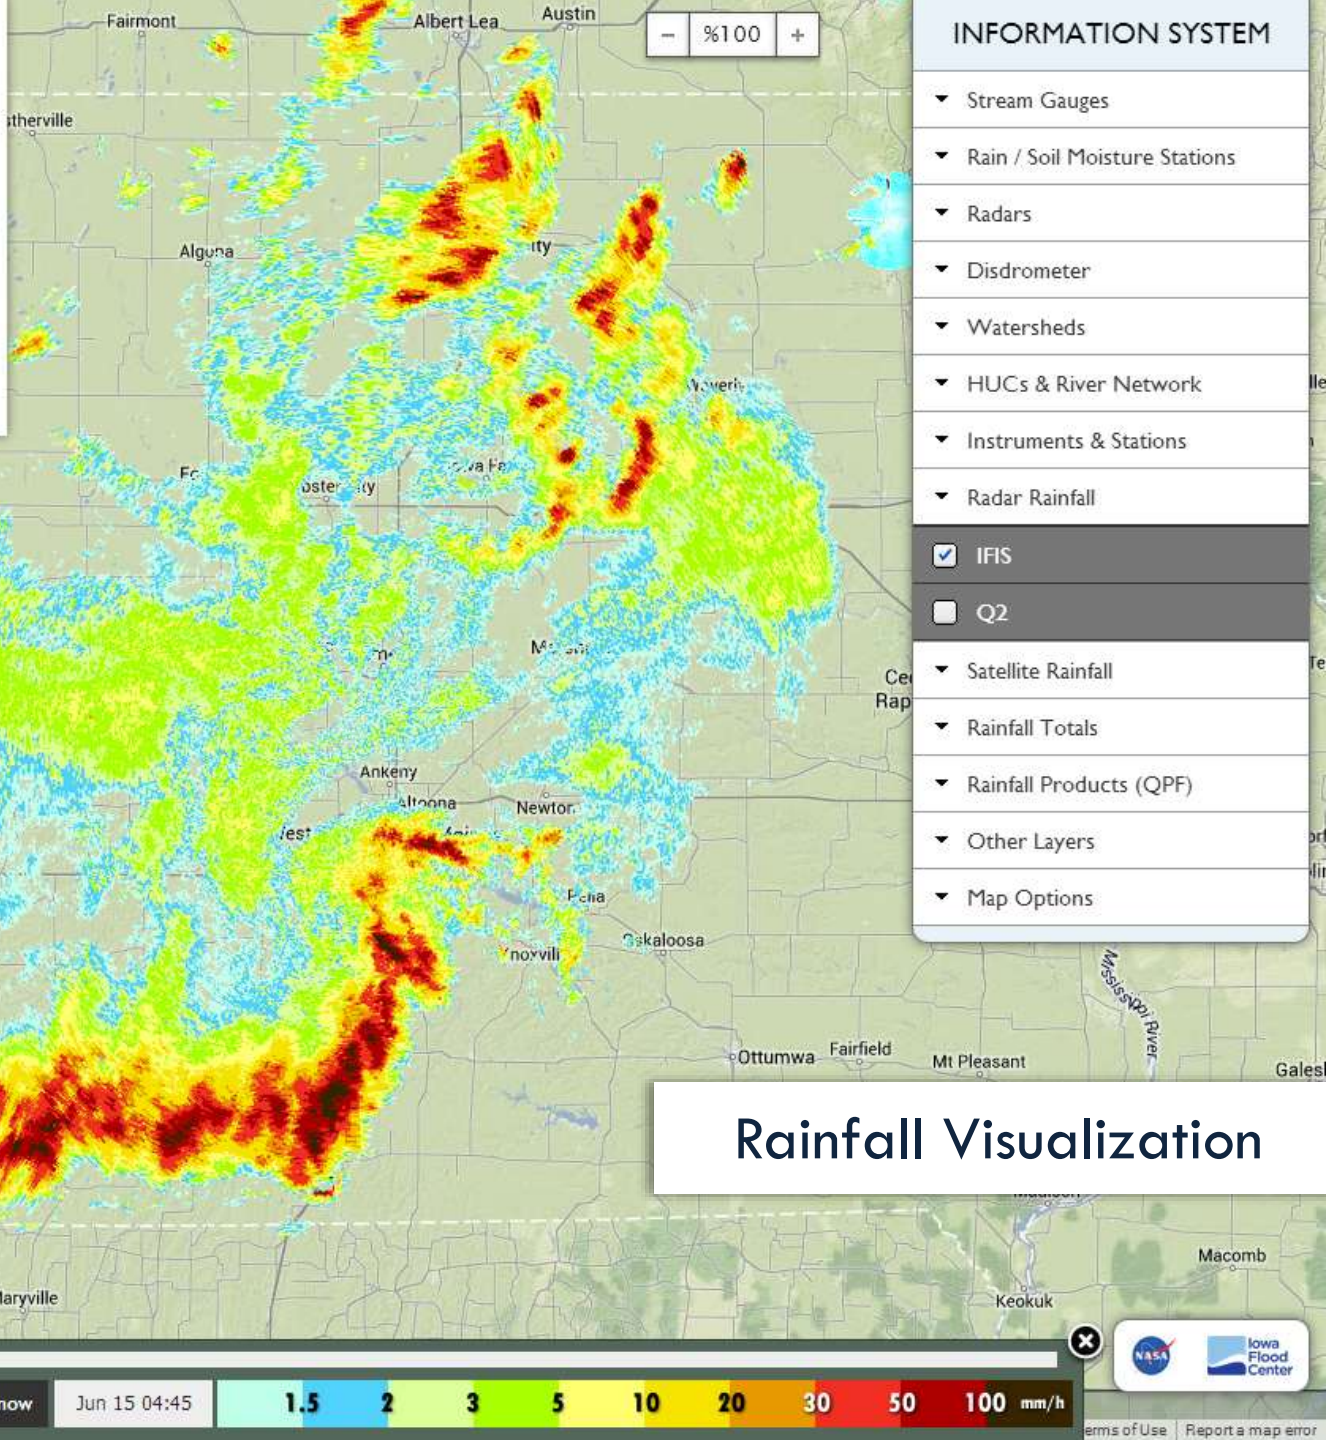 Fairmont
Albert Lea
Austin
− %100 +
INFORMATION SYSTEM
Stream Gauges
Rain / Soil Moisture Stations
Radars
Disdrometer
Watersheds
HUCs & River Network
Instruments & Stations
Radar Rainfall
IFIS
Q2
Satellite Rainfall
Rainfall Totals
Rainfall Products (QPF)
Other Layers
Map Options
Algona
Ankeny
Altoona
Newton
Oskaloosa
Ottumwa
Fairfield
Mt Pleasant
Mississippi River
Rainfall Visualization
Macomb
Keokuk
Jun 15 04:45
1.5 2 3 5 10 20 30 50 100 mm/h
NASA
Iowa
Flood
Center
Report a map error